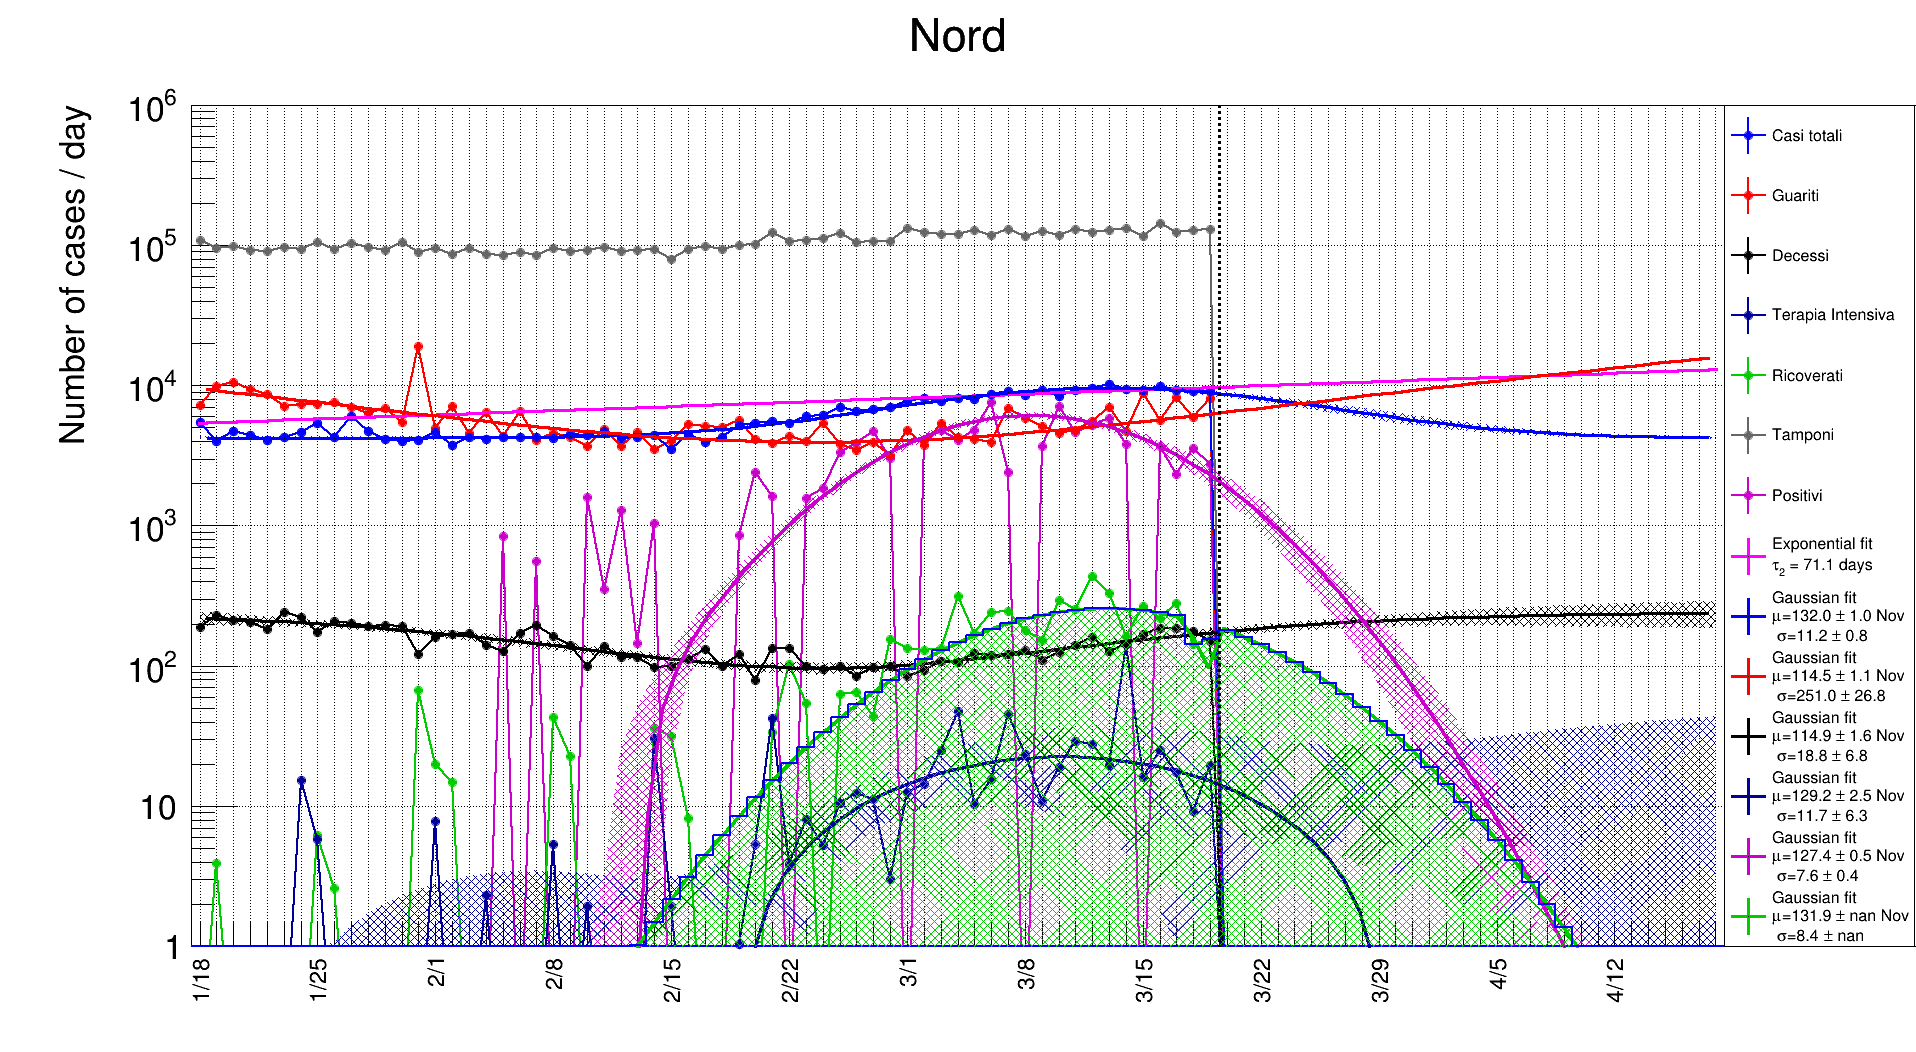 Nord
Number of cases / day
10^6
10^5
10^4
10^3
10^2
10
1
1/18
1/25
2/1
2/8
2/15
2/22
3/1
3/8
3/15
3/22
3/29
4/5
4/12
Casi totali
Guariti
Decessi
Terapia Intensiva
Ricoverati
Tamponi
Positivi
Exponential fit
τ₂ = 71.1 days
Gaussian fit
μ=132.0 ± 1.0 Nov
σ=11.2 ± 0.8
Gaussian fit
μ=114.5 ± 1.1 Nov
σ=251.0 ± 26.8
Gaussian fit
μ=114.9 ± 1.6 Nov
σ=18.8 ± 6.8
Gaussian fit
μ=129.2 ± 2.5 Nov
σ=11.7 ± 6.3
Gaussian fit
μ=127.4 ± 0.5 Nov
σ=7.6 ± 0.4
Gaussian fit
μ=131.9 ± nan Nov
σ=8.4 ± nan